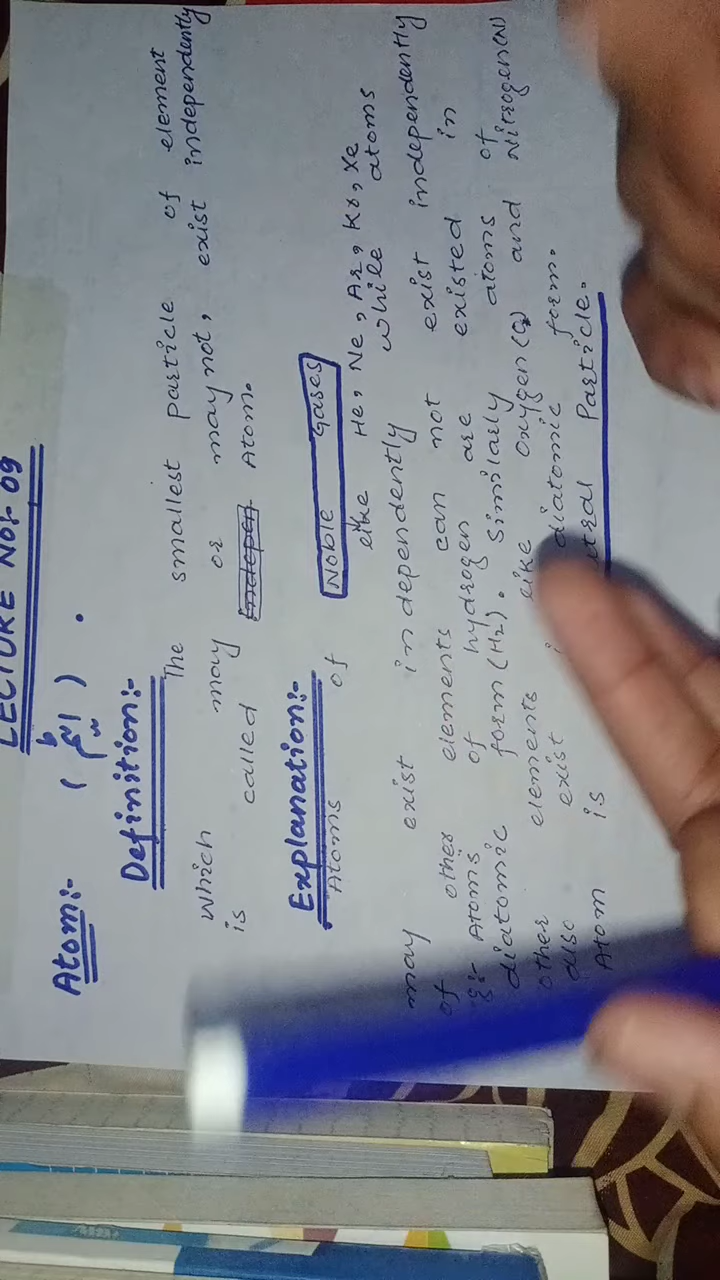 LECTURE NO:- 09
Atom:- ( ایٹم ) .
Definition:-
The smallest particle of element
which may or may not, exist independently
is called Atom.
Explanation:-
Atoms of Noble Gases
like He, Ne, Ar, Kr, Xe
may exist independently while atoms
of other elements can not exist independently
Atoms of hydrogen are existed in
diatomic form (H2). Similarly atoms of
other elements like oxygen (O) and Nitrogen (N)
also exist diatomic form.
Atom is Particle.